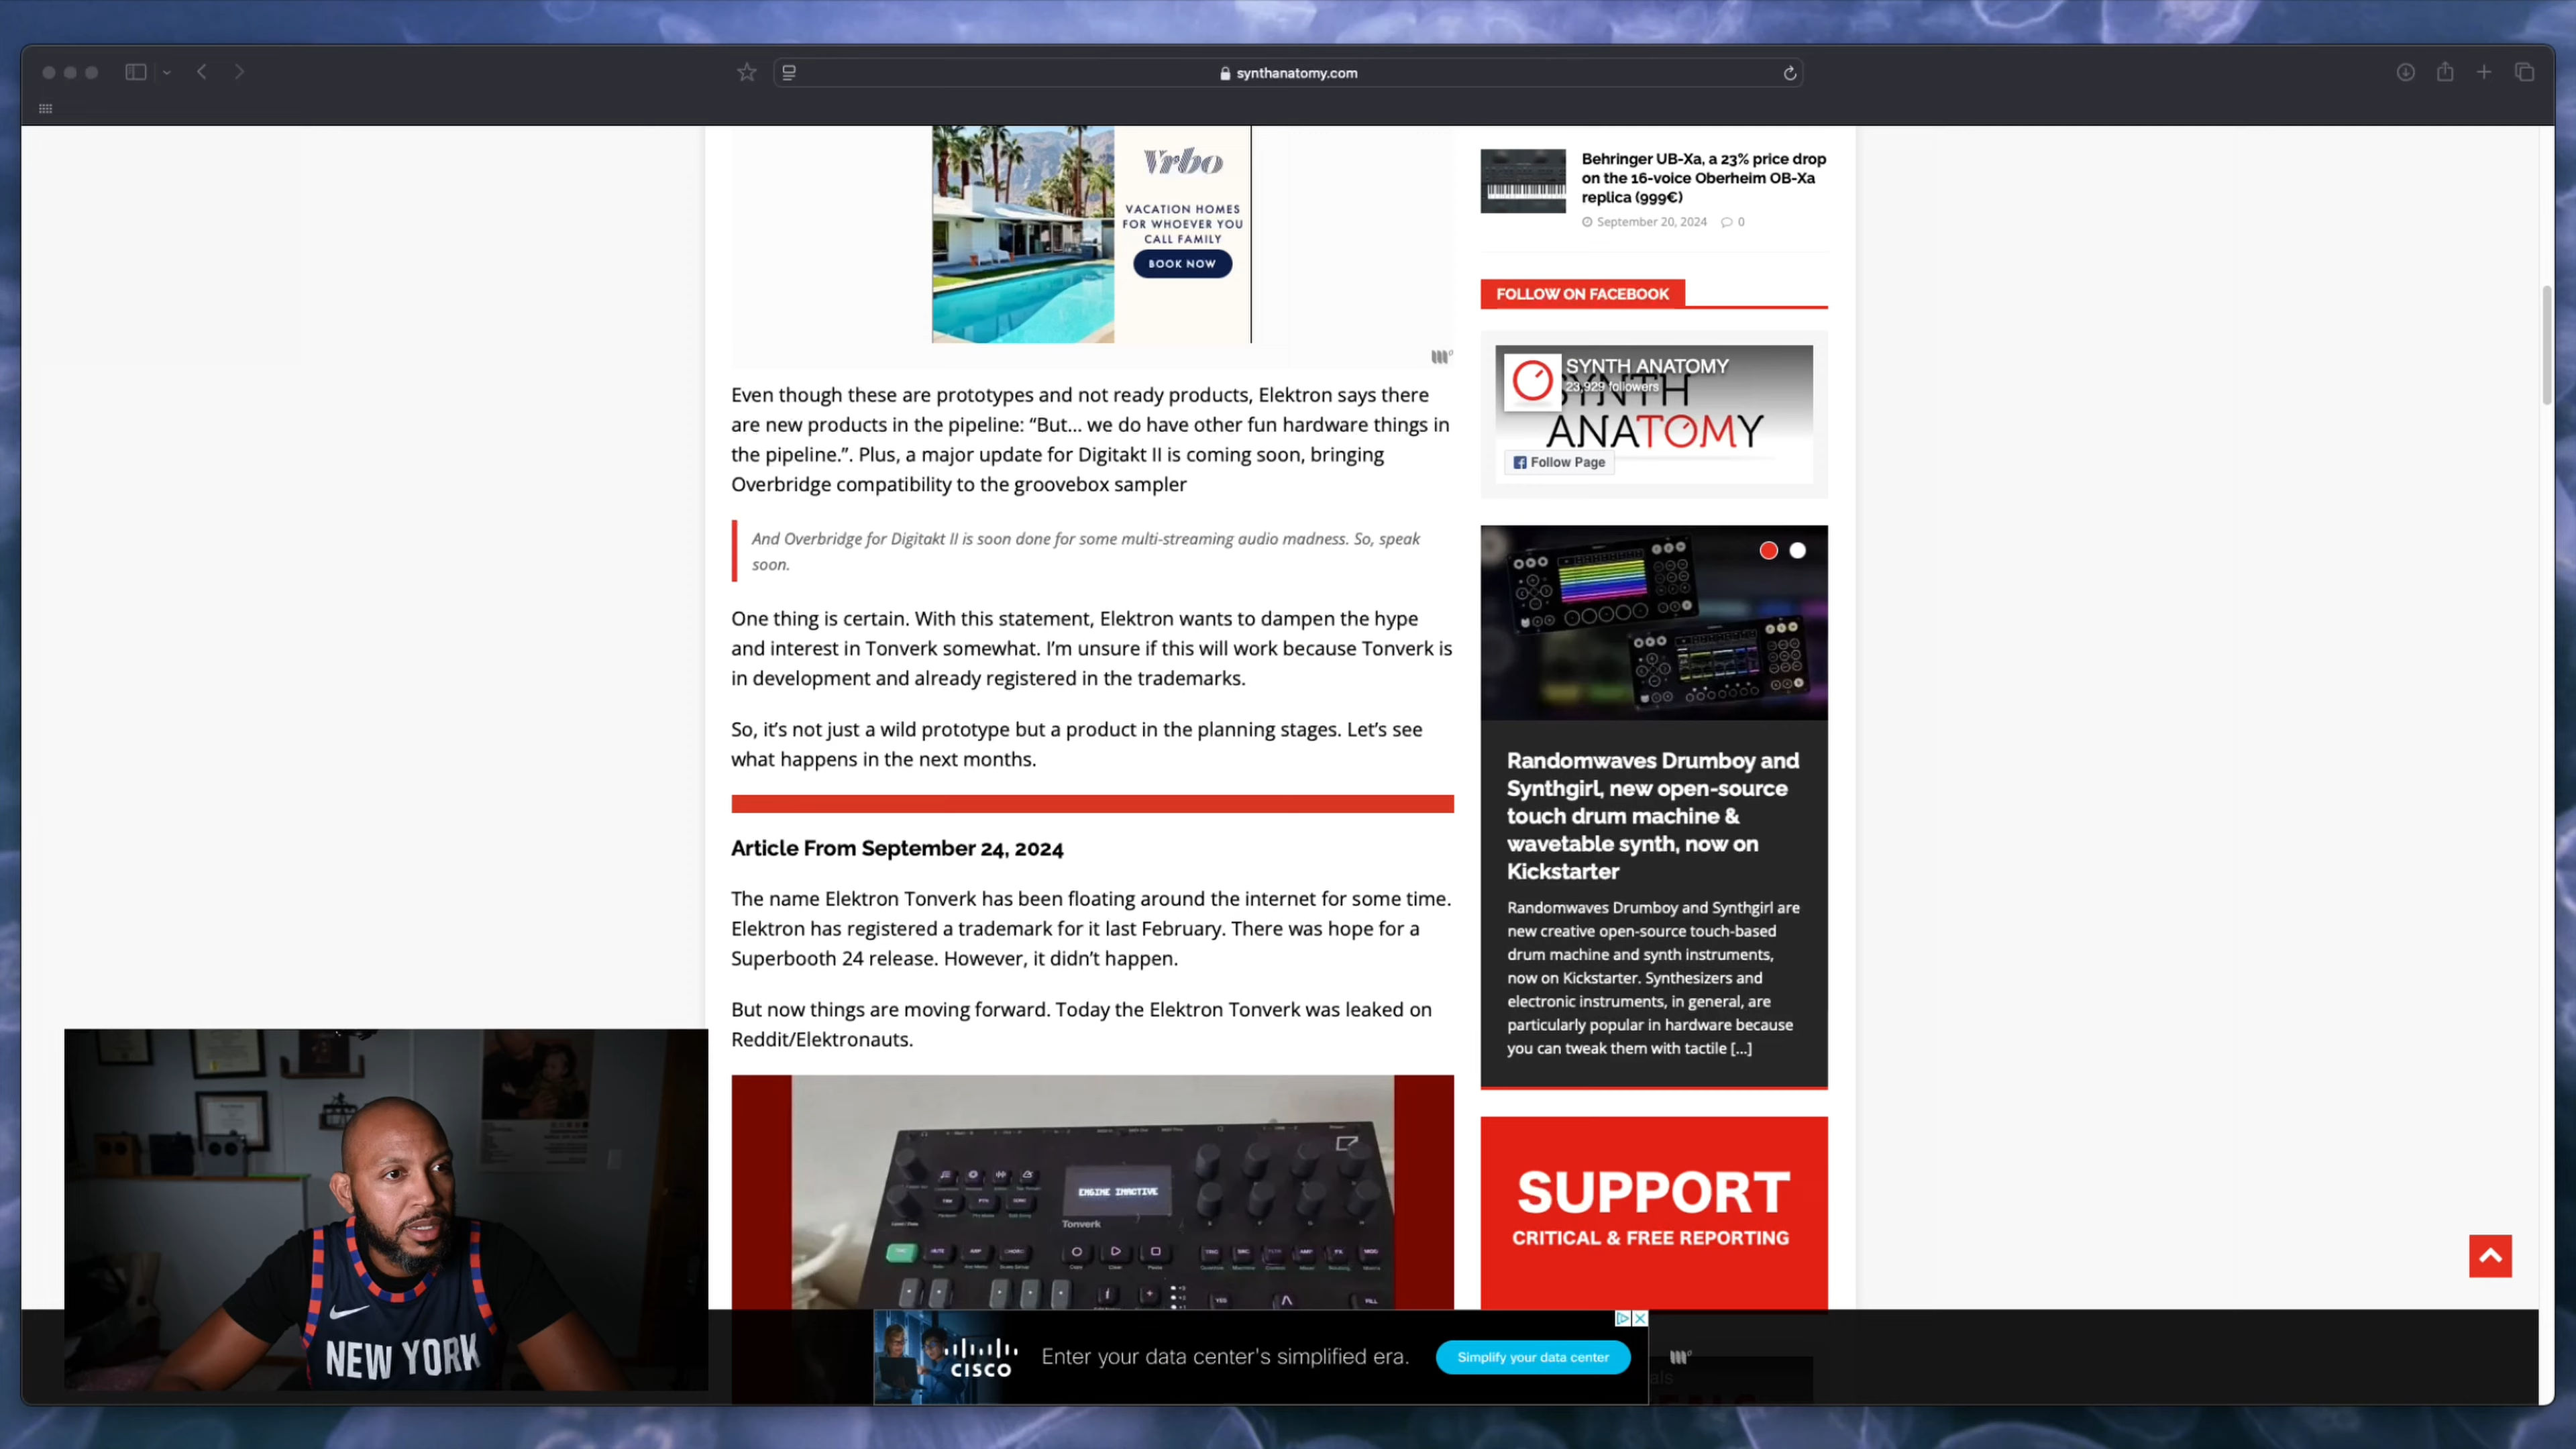 synthanatomy.com
Vrbo
VACATION HOMES
FOR WHOEVER YOU
CALL FAMILY
BOOK NOW
Even though these are prototypes and not ready products, Elektron says there
are new products in the pipeline: “But… we do have other fun hardware things in
the pipeline.”. Plus, a major update for Digitakt II is coming soon, bringing
Overbridge compatibility to the groovebox sampler
And Overbridge for Digitakt II is soon done for some multi-streaming audio madness. So, speak
soon.
One thing is certain. With this statement, Elektron wants to dampen the hype
and interest in Tonverk somewhat. I’m unsure if this will work because Tonverk is
in development and already registered in the trademarks.
So, it’s not just a wild prototype but a product in the planning stages. Let’s see
what happens in the next months.
Article From September 24, 2024
The name Elektron Tonverk has been floating around the internet for some time.
Elektron has registered a trademark for it last February. There was hope for a
Superbooth 24 release. However, it didn’t happen.
But now things are moving forward. Today the Elektron Tonverk was leaked on
Reddit/Elektronauts.
ENGINE INACTIVE
Tonverk
YES
FILL
Behringer UB-Xa, a 23% price drop
on the 16-voice Oberheim OB-Xa
replica (999€)
September 20, 2024 0
FOLLOW ON FACEBOOK
SYNTH ANATOMY
23,929 followers
SYNTH
ANATOMY
Follow Page
Randomwaves Drumboy and
Synthgirl, new open-source
touch drum machine &
wavetable synth, now on
Kickstarter
Randomwaves Drumboy and Synthgirl are
new creative open-source touch-based
drum machine and synth instruments,
now on Kickstarter. Synthesizers and
electronic instruments, in general, are
particularly popular in hardware because
you can tweak them with tactile [...]
SUPPORT
CRITICAL & FREE REPORTING
NEW YORK
CISCO
Enter your data center's simplified era.
Simplify your data center